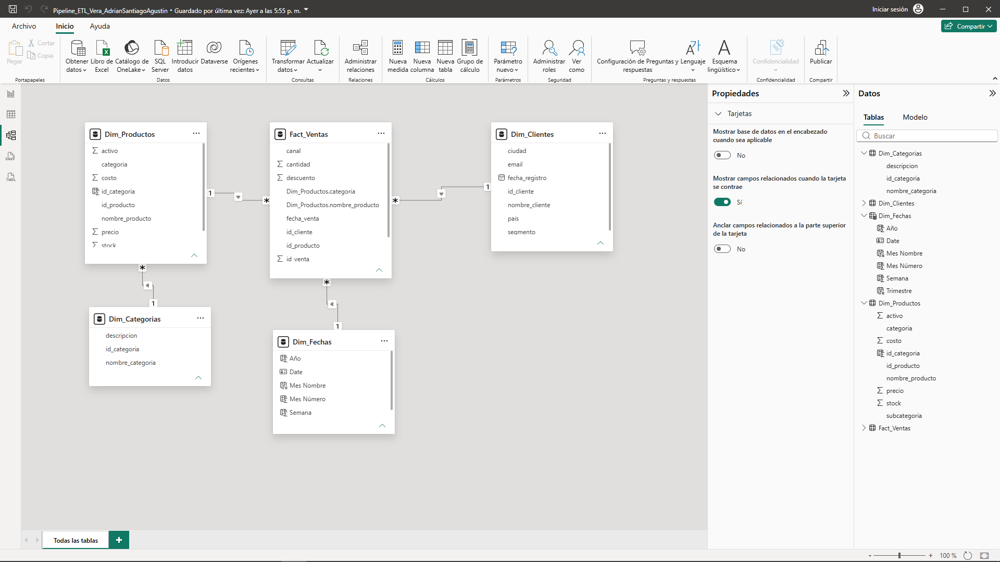 Pipeline_ETL_Vera_AdrianSantiagoAgustin • Guardado por última vez: Ayer a las 5:55 p. m.
Iniciar sesión
Archivo
Inicio
Ayuda
Compartir
Pegar
Cortar
Copia
Portapapeles
Obtener datos
Libro de Excel
Catálogo de OneLake
SQL Server
Introducir datos
Dataverse
Orígenes recientes
Datos
Transformar datos
Actualizar
Consultas
Administrar relaciones
Relaciones
Nueva medida
Nueva columna
Nueva tabla
Grupo de cálculo
Cálculos
Parámetro nuevo
Parámetros
Administrar roles
Ver como
Seguridad
Configuración de Preguntas y respuestas
Lenguaje
Esquema lingüístico
Preguntas y respuestas
Confidencialidad
Confidencialidad
Publicar
Compartir
DAX
TMDL
Dim_Productos
activo
categoria
costo
id_categoria
id_producto
nombre_producto
precio
stock
1
*
Fact_Ventas
canal
cantidad
descuento
Dim_Productos.categoria
Dim_Productos.nombre_producto
fecha_venta
id_cliente
id_producto
id_venta
*
1
Dim_Clientes
ciudad
email
fecha_registro
id_cliente
nombre_cliente
pais
segmento
*
1
Dim_Categorias
descripcion
id_categoria
nombre_categoria
*
1
Dim_Fechas
Año
Date
Mes Nombre
Mes Número
Semana
Propiedades
Tarjetas
Mostrar base de datos en el encabezado
cuando sea aplicable
No
Mostrar campos relacionados cuando la tarjeta
se contrae
Sí
Anclar campos relacionados a la parte superior
de la tarjeta
No
Datos
Tablas
Modelo
Buscar
Dim_Categorias
descripcion
id_categoria
nombre_categoria
Dim_Clientes
Dim_Fechas
Año
Date
Mes Nombre
Mes Número
Semana
Trimestre
Dim_Productos
activo
categoria
costo
id_categoria
id_producto
nombre_producto
precio
stock
subcategoria
Fact_Ventas
Todas las tablas
+
- + 100 %